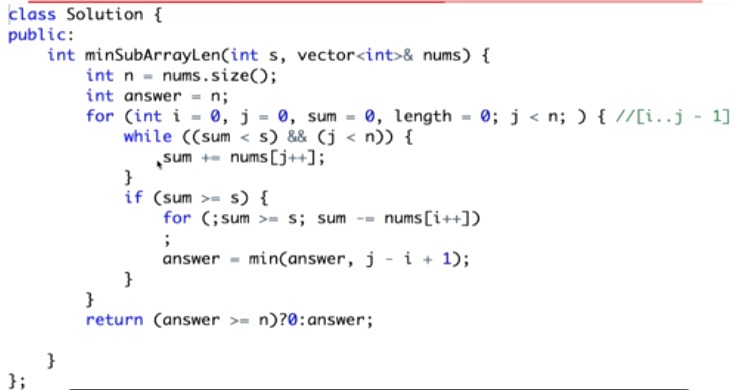 class Solution {
public:
    int minSubArrayLen(int s, vector<int>& nums) {
        int n = nums.size();
        int answer = n;
        for (int i = 0, j = 0, sum = 0, length = 0; j < n; ) { //[i..j - 1]
            while ((sum < s) && (j < n)) {
                sum += nums[j++];
            }
            if (sum >= s) {
                for (;sum >= s; sum -= nums[i++])
                ;
                answer = min(answer, j - i + 1);
            }
        }
        return (answer >= n)?0:answer;
    }
};